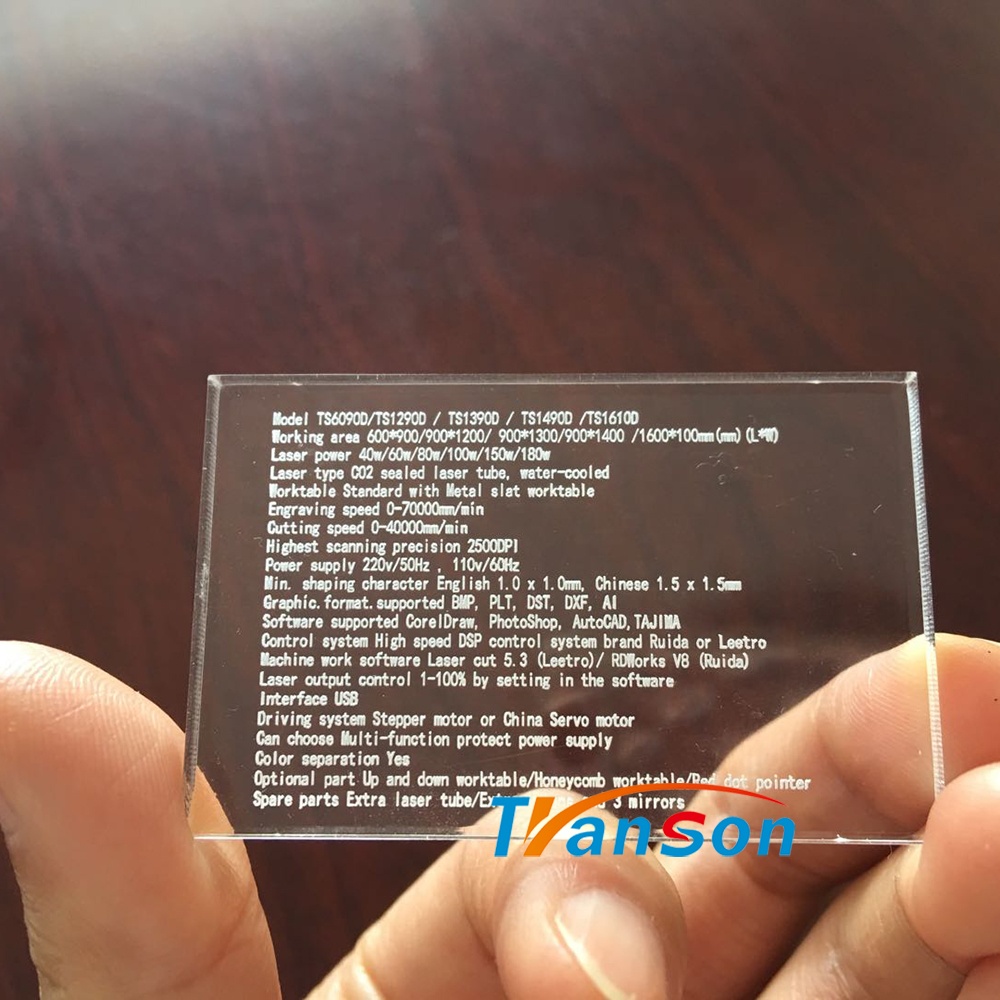 Model TS6090D/TS1290D / TS1390D / TS1490D /TS1610D
Working area 600*900/900*1200/ 900*1300/900*1400 /1600*100mm(mm)(L*W)
Laser power 40w/60w/80w/100w/150w/180w
Laser type CO2 sealed laser tube, water-cooled
Worktable Standard with Metal slat worktable
Engraving speed 0-70000mm/min
Cutting speed 0-40000mm/min
Highest scanning precision 2500DPI
Power supply 220v/50Hz , 110v/60Hz
Min. shaping character English 1.0 x 1.0mm, Chinese 1.5 x 1.5mm
Graphic.format.supported BMP, PLT, DST, DXF, AI
Software supported CorelDraw, PhotoShop, AutoCAD,TAJIMA
Control system High speed DSP control system brand Ruida or Leetro
Machine work software Laser cut 5.3 (Leetro)/ RDWorks V8 (Ruida)
Laser output control 1-100% by setting in the software
Interface USB
Driving system Stepper motor or China Servo motor
Can choose Multi-function protect power supply
Color separation Yes
Optional part Up and down worktable/Honeycomb worktable/Red dot pointer
Spare parts Extra laser tube/ 3 mirrors
Transon